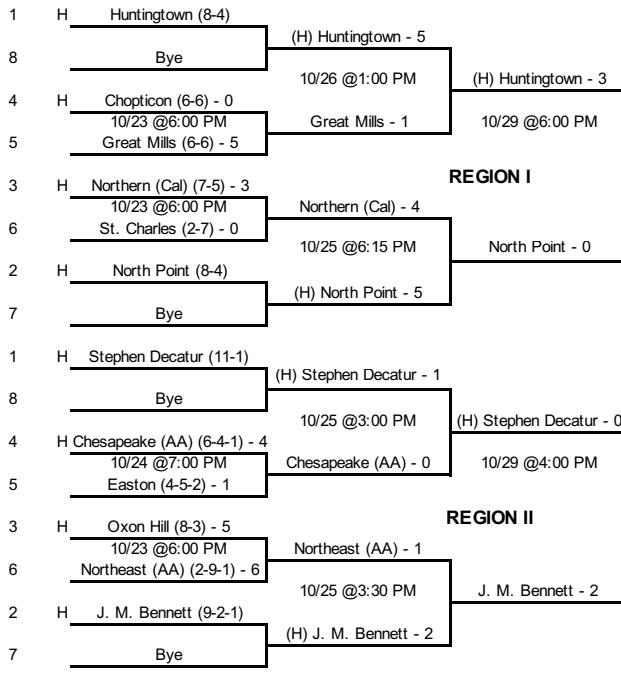 1 H Huntingtown (8-4)
(H) Huntingtown - 5
8 Bye
10/26 @1:00 PM
(H) Huntingtown - 3
4 H Chopticon (6-6) - 0
10/23 @6:00 PM
Great Mills - 1
10/29 @6:00 PM
5 Great Mills (6-6) - 5
REGION I
3 H Northern (Cal) (7-5) - 3
10/23 @6:00 PM
Northern (Cal) - 4
6 St. Charles (2-7) - 0
10/25 @6:15 PM
North Point - 0
2 H North Point (8-4)
(H) North Point - 5
7 Bye
1 H Stephen Decatur (11-1)
(H) Stephen Decatur - 1
8 Bye
10/25 @3:00 PM
(H) Stephen Decatur - 0
4 H Chesapeake (AA) (6-4-1) - 4
10/24 @7:00 PM
Chesapeake (AA) - 0
10/29 @4:00 PM
5 Easton (4-5-2) - 1
REGION II
3 H Oxon Hill (8-3) - 5
10/23 @6:00 PM
Northeast (AA) - 1
6 Northeast (AA) (2-9-1) - 6
10/25 @3:30 PM
J. M. Bennett - 2
2 H J. M. Bennett (9-2-1)
(H) J. M. Bennett - 2
7 Bye